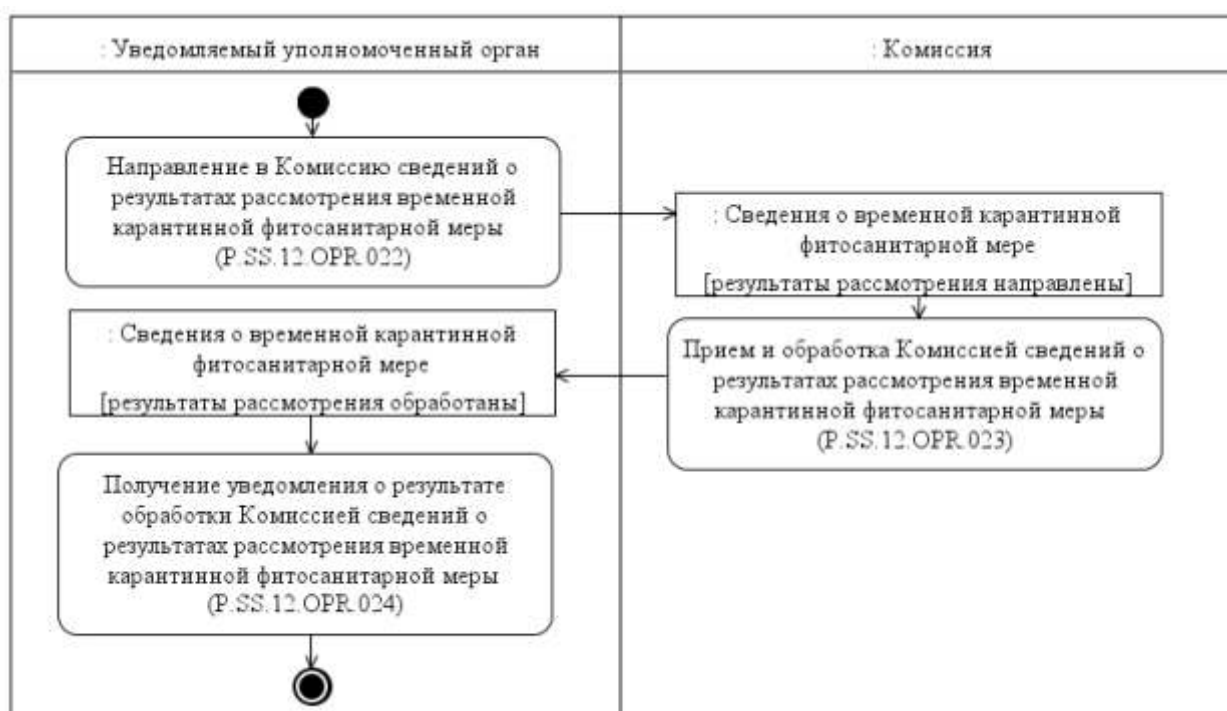 : Уведомляемый уполномоченный орган
: Комиссия
Направление в Комиссию сведений о
результатах рассмотрения временной
карантинной фитосанитарной меры
(P.SS.12.OPR.022)
: Сведения о временной карантинной
фитосанитарной мере
[результаты рассмотрения направлены]
Прием и обработка Комиссией сведений о
результатах рассмотрения временной
карантинной фитосанитарной меры
(P.SS.12.OPR.023)
: Сведения о временной карантинной
фитосанитарной мере
[результаты рассмотрения обработаны]
Получение уведомления о результате
обработки Комиссией сведений о
результатах рассмотрения временной
карантинной фитосанитарной меры
(P.SS.12.OPR.024)